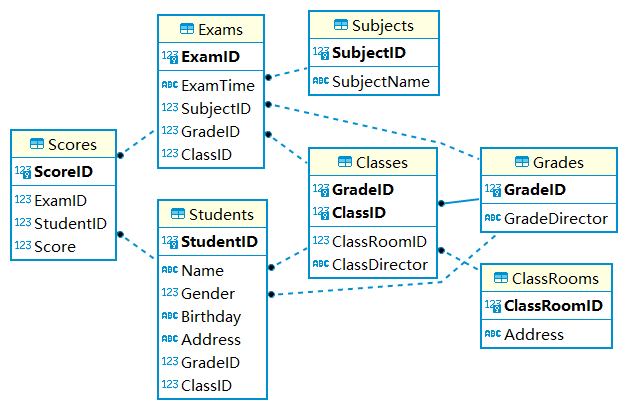 Exams
123 ExamID
ABC ExamTime
123 SubjectID
123 GradeID
123 ClassID
Subjects
123 SubjectID
ABC SubjectName
Scores
123 ScoreID
123 ExamID
123 StudentID
123 Score
Classes
123 GradeID
123 ClassID
123 ClassRoomID
ABC ClassDirector
Grades
123 GradeID
ABC GradeDirector
Students
123 StudentID
ABC Name
123 Gender
ABC Birthday
ABC Address
123 GradeID
123 ClassID
ClassRooms
123 ClassRoomID
ABC Address